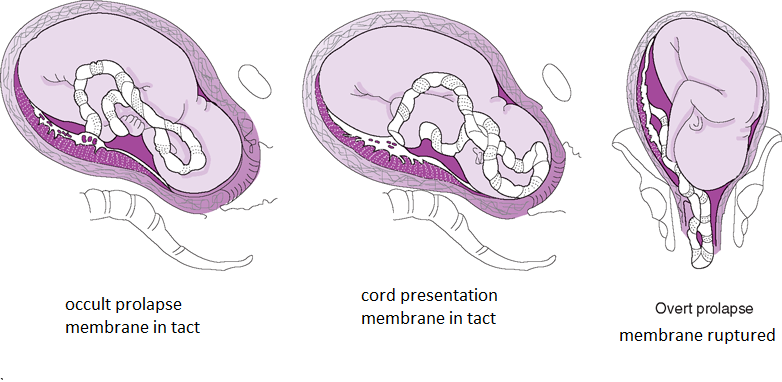 occult prolapse
membrane in tact
cord presentation
membrane in tact
Overt prolapse
membrane ruptured